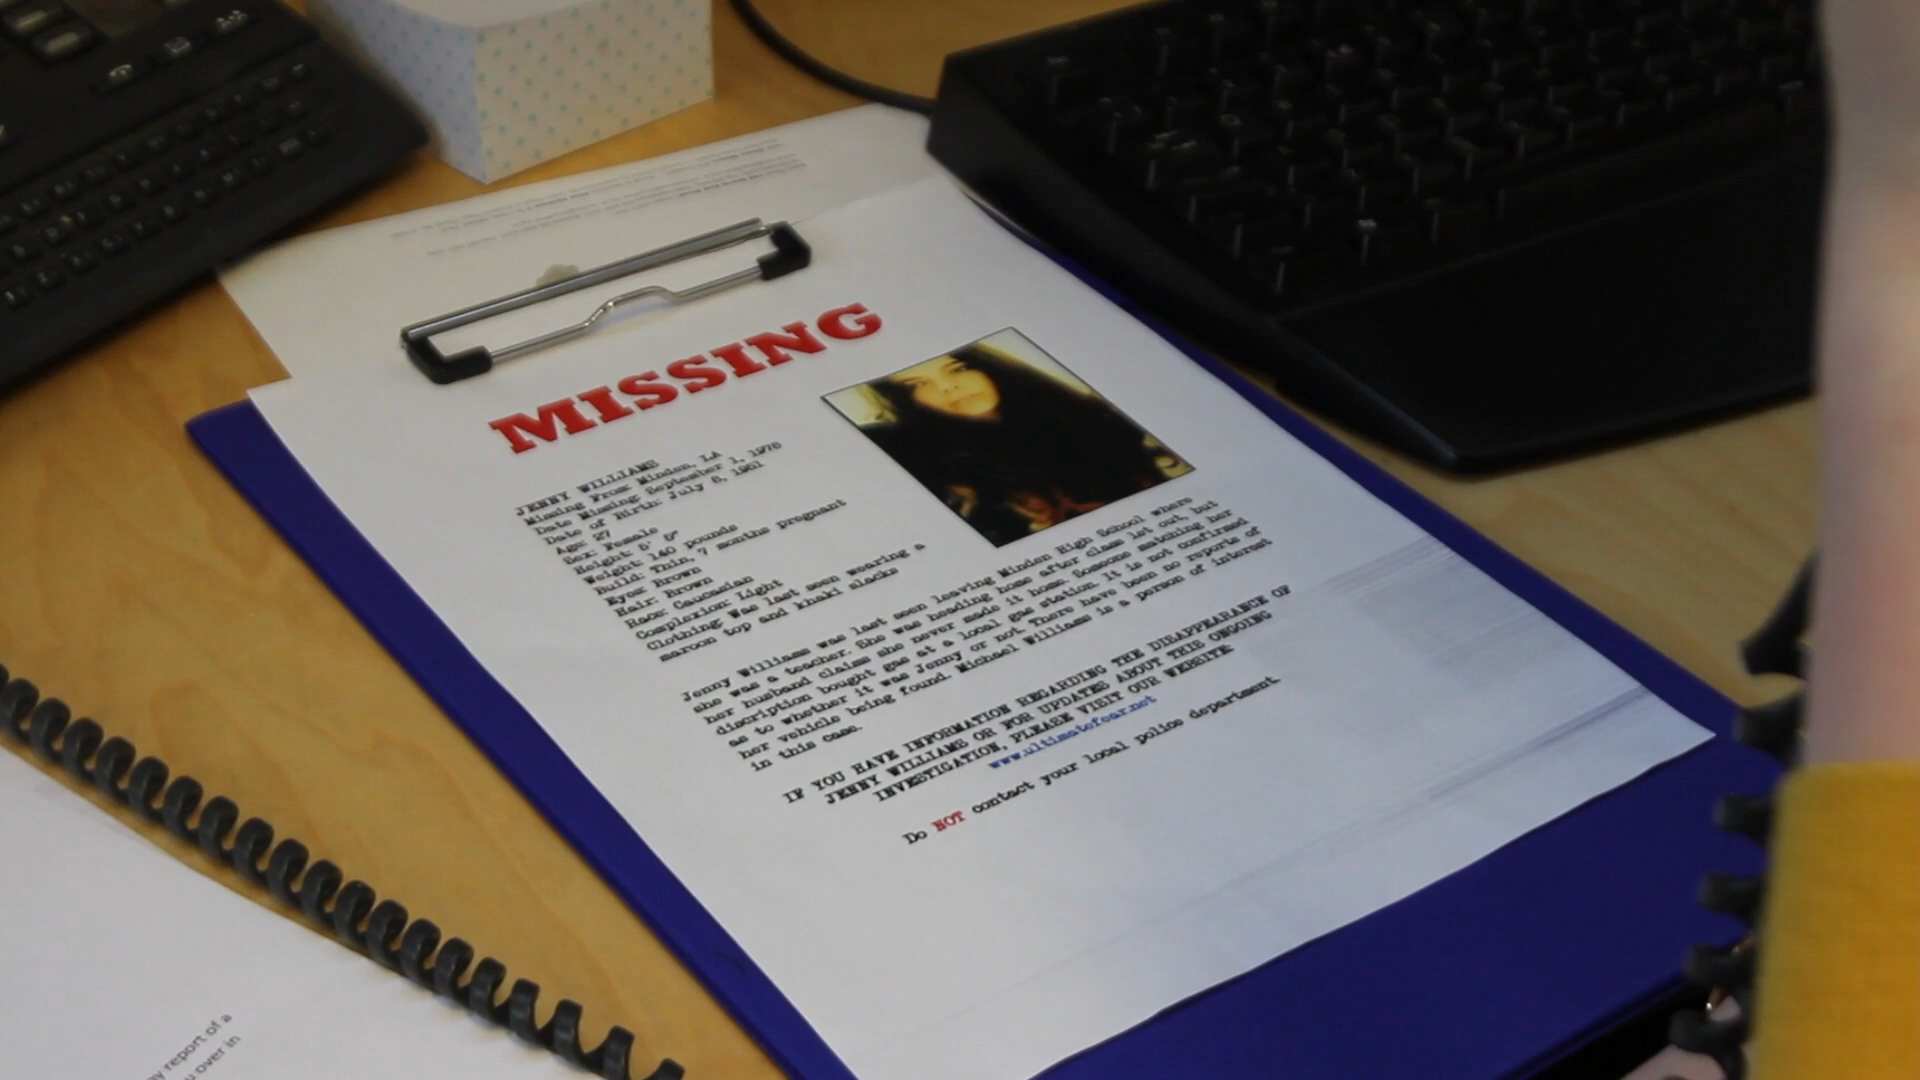 MISSING
JENNY WILLIAMS
Missing From: Minden, LA
Date Missing September 1, 1978
Date of Birth: July 8, 1951
Age: 27
Sex: Female
Height: 5' 5"
Weight: 140 pounds
Build: Thin, 7 months pregnant
Eyes: Brown
Hair: Brown
Race: Caucasian
Complexion: Light
Clothing: Was last seen wearing a
maroon top and khaki slacks
Jenny Williams was last seen leaving Minden High School where
she was a teacher. She was heading home after class let out, but
her husband claims she never made it home. Someone matching her
discription bought gas at a local gas station. It is not confirmed
as to whether it was Jenny or not. There have been no reports of
her vehicle being found. Michael Williams is a person of interest
in this case.
IF YOU HAVE INFORMATION REGARDING THE DISAPPEARANCE OF
JENNY WILLIAMS OR FOR UPDATES ABOUT THIS ONGOING
INVESTIGATION, PLEASE VISIT OUR WEBSITE:
www.ultimatefear.net
Do NOT contact your local police department
report of a
over in